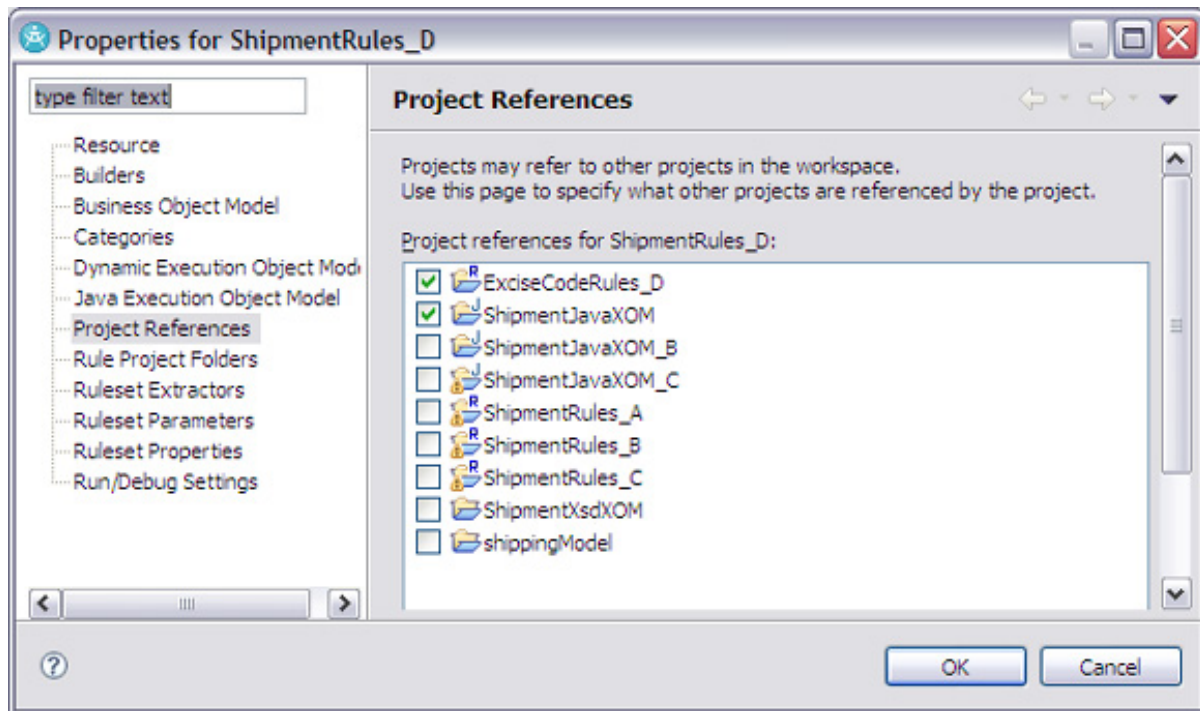 Properties for ShipmentRules_D
type filter text
Resource
Builders
Business Object Model
Categories
Dynamic Execution Object Mod
Java Execution Object Model
Project References
Rule Project Folders
Ruleset Extractors
Ruleset Parameters
Ruleset Properties
Run/Debug Settings
Project References
Projects may refer to other projects in the workspace.
Use this page to specify what other projects are referenced by the project.
Project references for ShipmentRules_D:
ExciseCodeRules_D
ShipmentJavaXOM
ShipmentJavaXOM_B
ShipmentJavaXOM_C
ShipmentRules_A
ShipmentRules_B
ShipmentRules_C
ShipmentXsdXOM
shippingModel
OK
Cancel